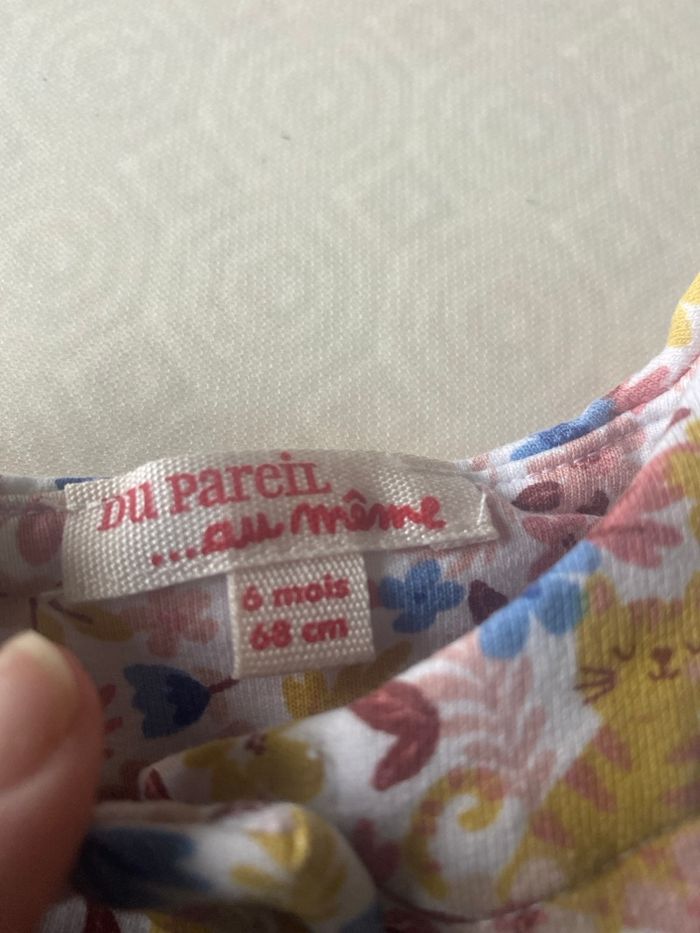 DU PAREIL
...au même
6 mois
68 cm